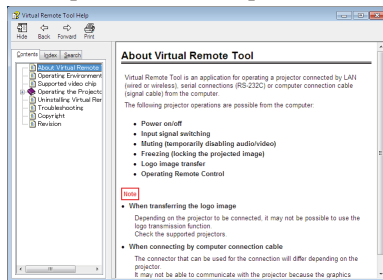 Virtual Remote Tool Help
Hide Back Forward Print
Contents Index Search
About Virtual Remote
Operating Environment
Supported video chip
Operating the Projecto
Uninstalling Virtual Rer
Troubleshooting
Copyright
Revision
About Virtual Remote Tool
Virtual Remote Tool is an application for operating a projector connected by LAN
(wired or wireless), serial connections (RS-232C) or computer connection cable
(signal cable) from the computer.
The following projector operations are possible from the computer:
• Power on/off
• Input signal switching
• Muting (temporarily disabling audio/video)
• Freezing (locking the projected image)
• Logo image transfer
• Operating Remote Control
Note
• When transferring the logo image
Depending on the projector to be connected, it may not be possible to use the
logo transmission function.
Check the supported projectors.
• When connecting by computer connection cable
The connector that can be used for the connection will differ depending on the
projector.
It may not be able to communicate with the projector because the graphics